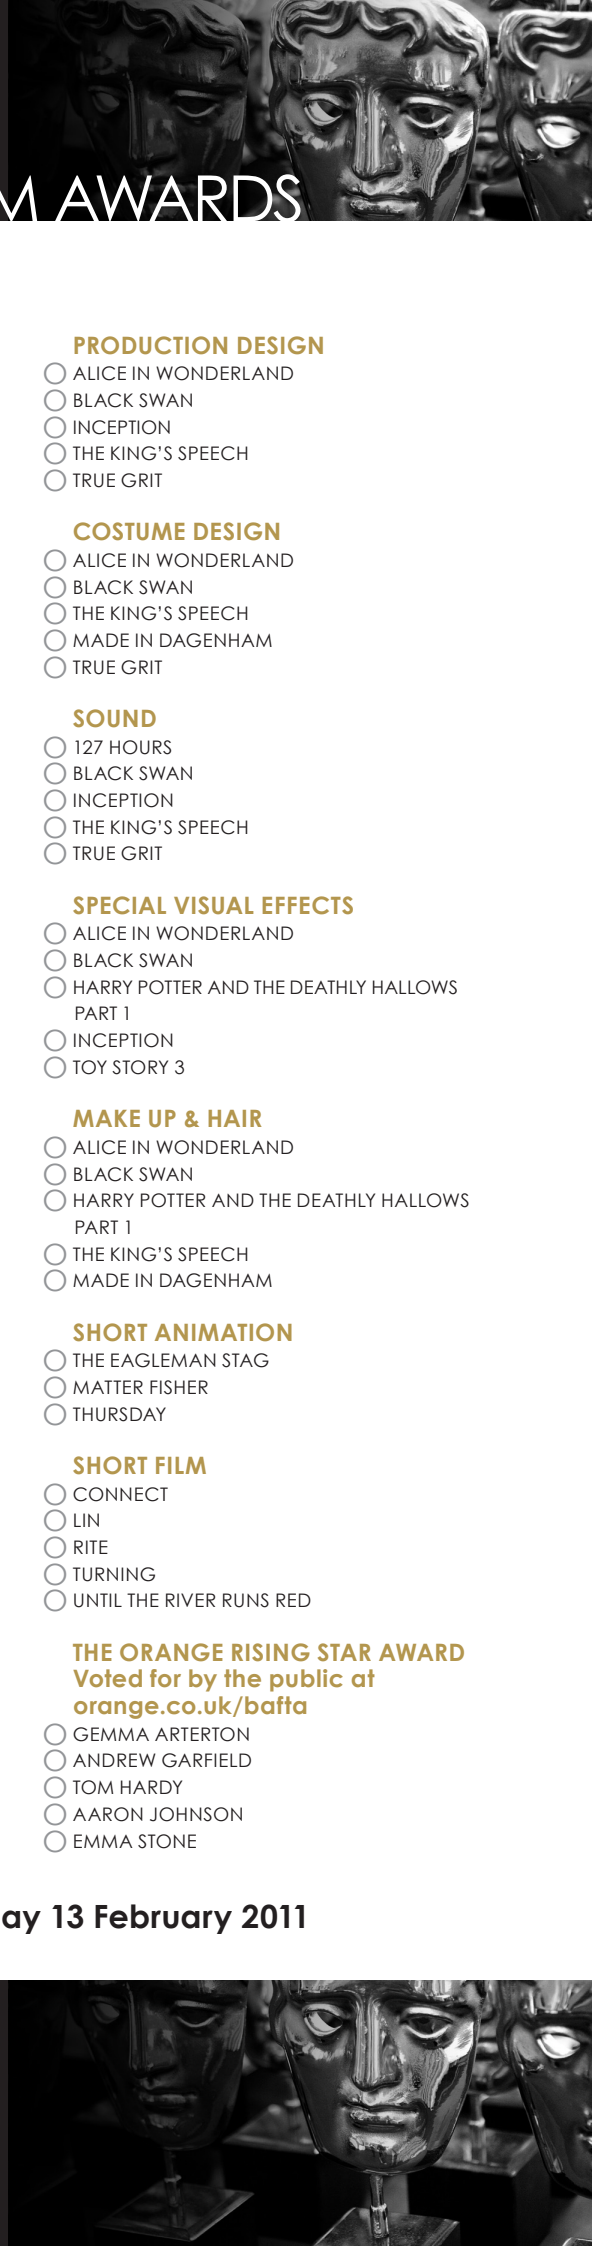 M AWARDS
PRODUCTION DESIGN
ALICE IN WONDERLAND
BLACK SWAN
INCEPTION
THE KING'S SPEECH
TRUE GRIT
COSTUME DESIGN
ALICE IN WONDERLAND
BLACK SWAN
THE KING'S SPEECH
MADE IN DAGENHAM
TRUE GRIT
SOUND
127 HOURS
BLACK SWAN
INCEPTION
THE KING'S SPEECH
TRUE GRIT
SPECIAL VISUAL EFFECTS
ALICE IN WONDERLAND
BLACK SWAN
HARRY POTTER AND THE DEATHLY HALLOWS
PART 1
INCEPTION
TOY STORY 3
MAKE UP & HAIR
ALICE IN WONDERLAND
BLACK SWAN
HARRY POTTER AND THE DEATHLY HALLOWS
PART 1
THE KING'S SPEECH
MADE IN DAGENHAM
SHORT ANIMATION
THE EAGLEMAN STAG
MATTER FISHER
THURSDAY
SHORT FILM
CONNECT
LIN
RITE
TURNING
UNTIL THE RIVER RUNS RED
THE ORANGE RISING STAR AWARD
Voted for by the public at
orange.co.uk/bafta
GEMMA ARTERTON
ANDREW GARFIELD
TOM HARDY
AARON JOHNSON
EMMA STONE
ay 13 February 2011